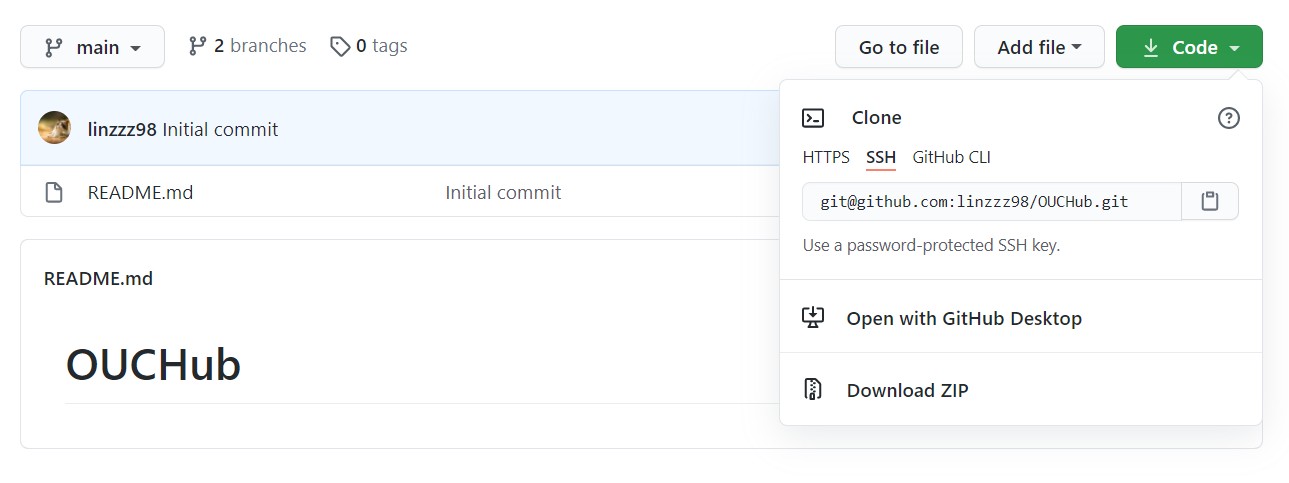 main 2 branches 0 tags Go to file Add file Code
linzzz98 Initial commit
README.md Initial commit
README.md
OUCHub
Clone
HTTPS SSH GitHub CLI
git@github.com:linzzz98/OUCHub.git
Use a password-protected SSH key.
Open with GitHub Desktop
Download ZIP